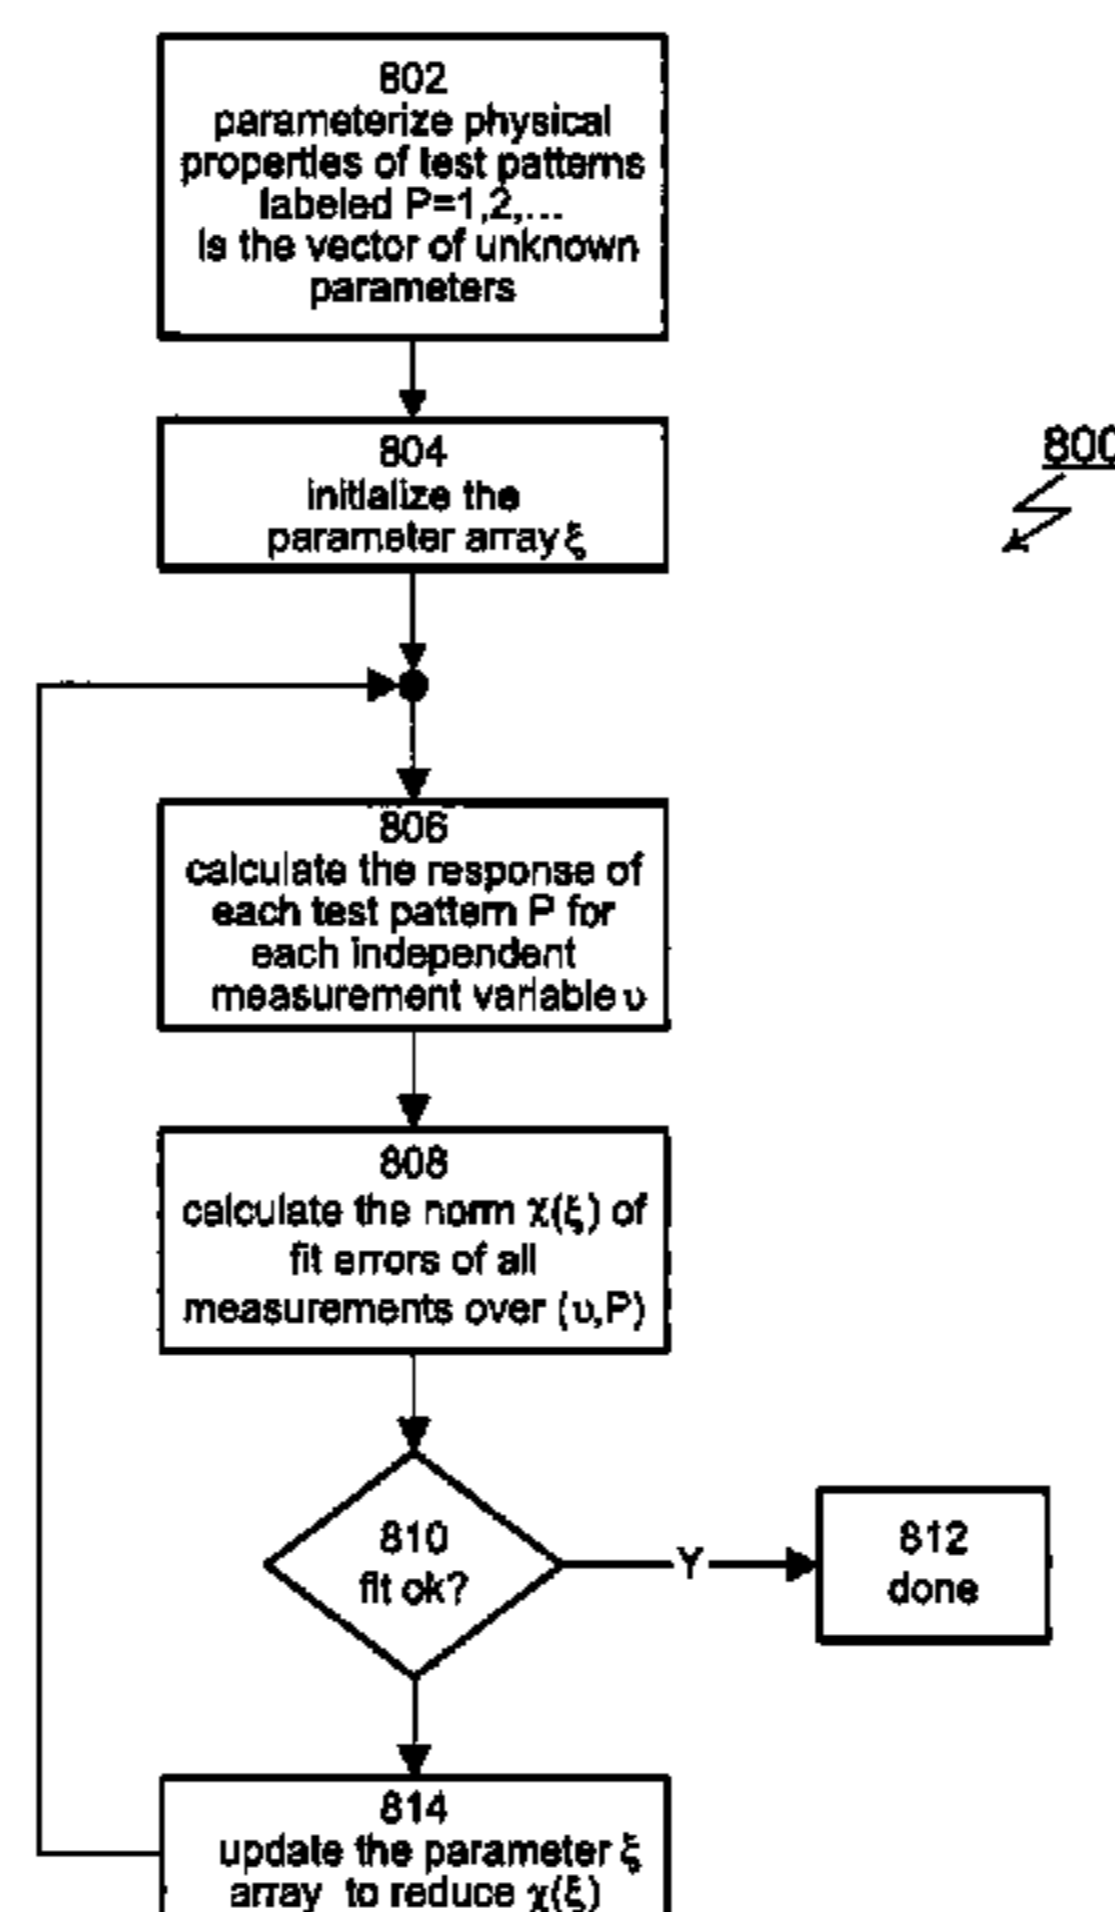 802
parameterize physical
properties of test patterns
labeled P=1,2,...
is the vector of unknown
parameters
804
initialize the
parameter array ξ
800
806
calculate the response of
each test pattern P for
each independent
measurement variable υ
808
calculate the norm χ(ξ) of
fit errors of all
measurements over (υ,P)
810
fit ok?
Y
812
done
814
update the parameter ξ
array to reduce χ(ξ)